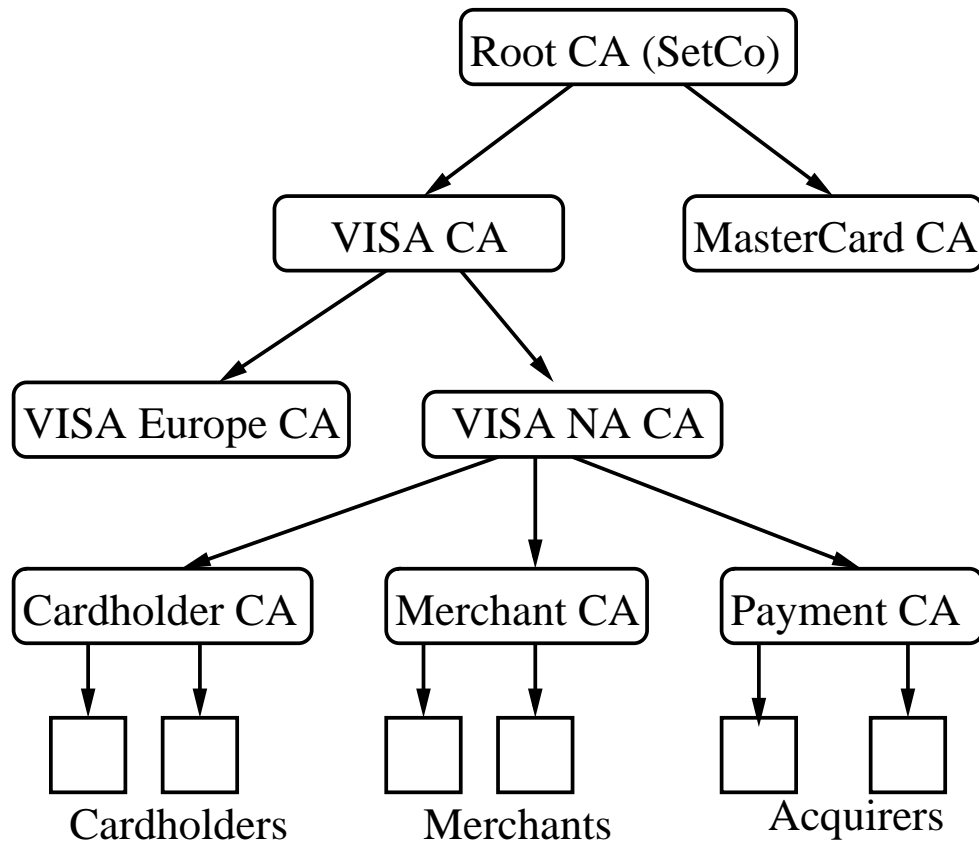 Root CA (SetCo)
VISA CA
MasterCard CA
VISA Europe CA
VISA NA CA
Cardholder CA
Merchant CA
Payment CA
Cardholders
Merchants
Acquirers